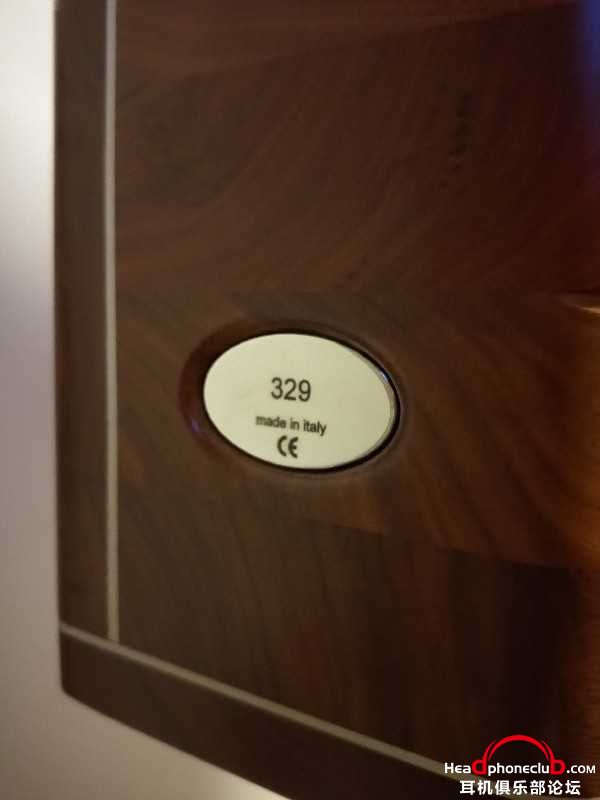 329
made in italy
CE
Headphoneclub.com
耳机俱乐部论坛